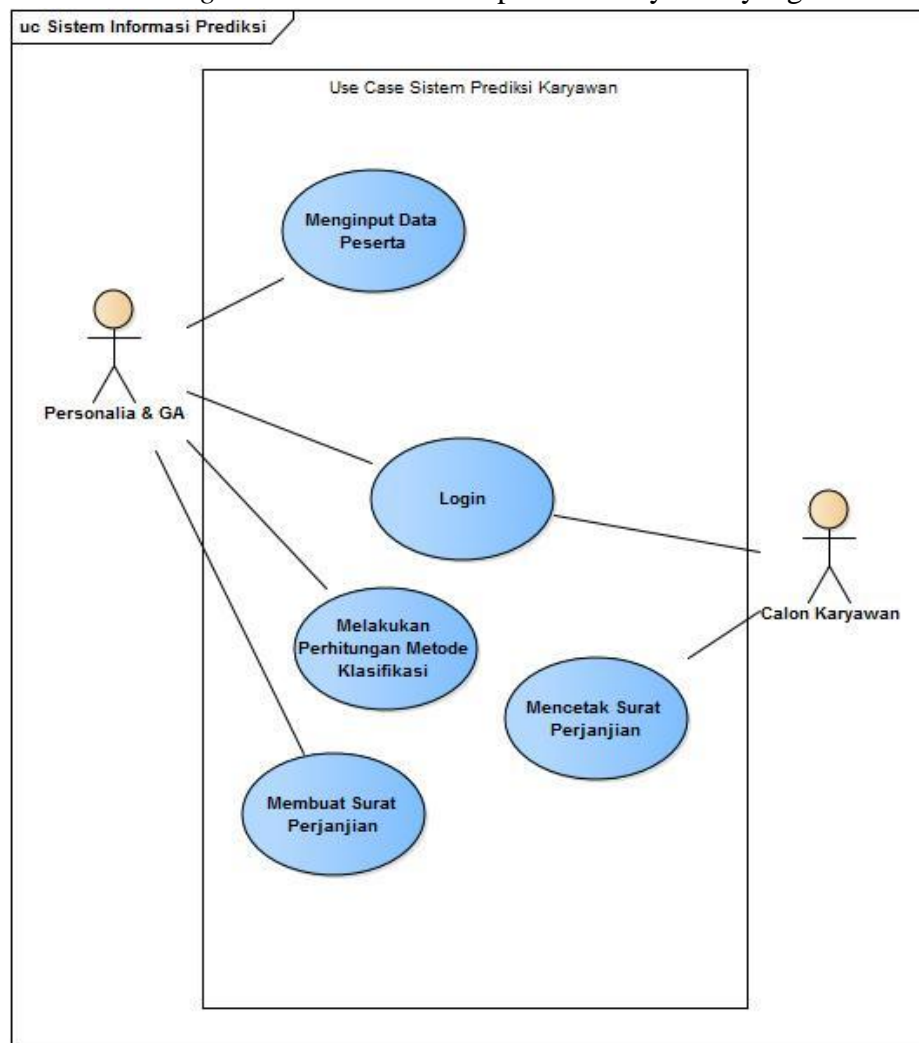 uc Sistem Informasi Prediksi
Use Case Sistem Prediksi Karyawan
Menginput Data
Peserta
Personalia & GA
Login
Calon Karyawan
Melakukan
Perhitungan Metode
Klasifikasi
Mencetak Surat
Perjanjian
Membuat Surat
Perjanjian